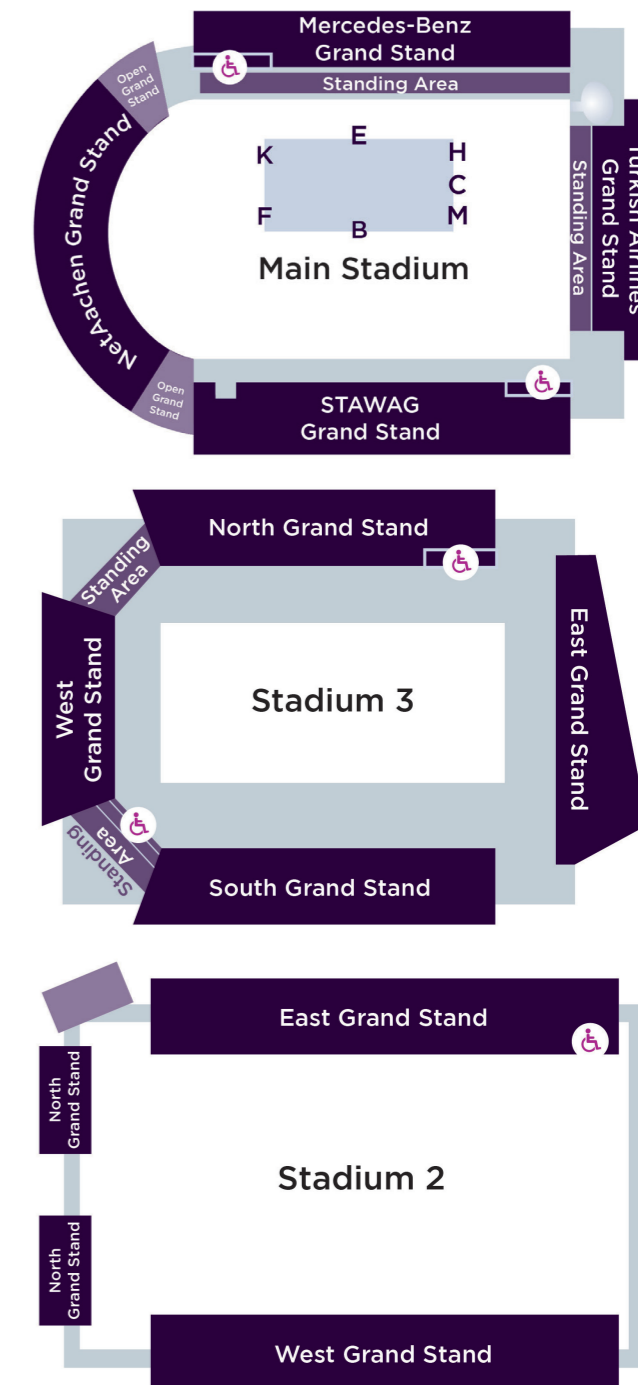 Mercedes-Benz
Grand Stand
Standing Area
Open
Grand
Stand
NetAachen Grand Stand
E
K
H
C
F
M
B
Main Stadium
Standing Area
Turkish Airlines
Grand Stand
Open
Grand
Stand
STAWAG
Grand Stand
North Grand Stand
Standing
Area
West
Grand Stand
Stadium 3
East Grand Stand
Standing
Area
South Grand Stand
East Grand Stand
North
Grand Stand
Stadium 2
North
Grand Stand
West Grand Stand